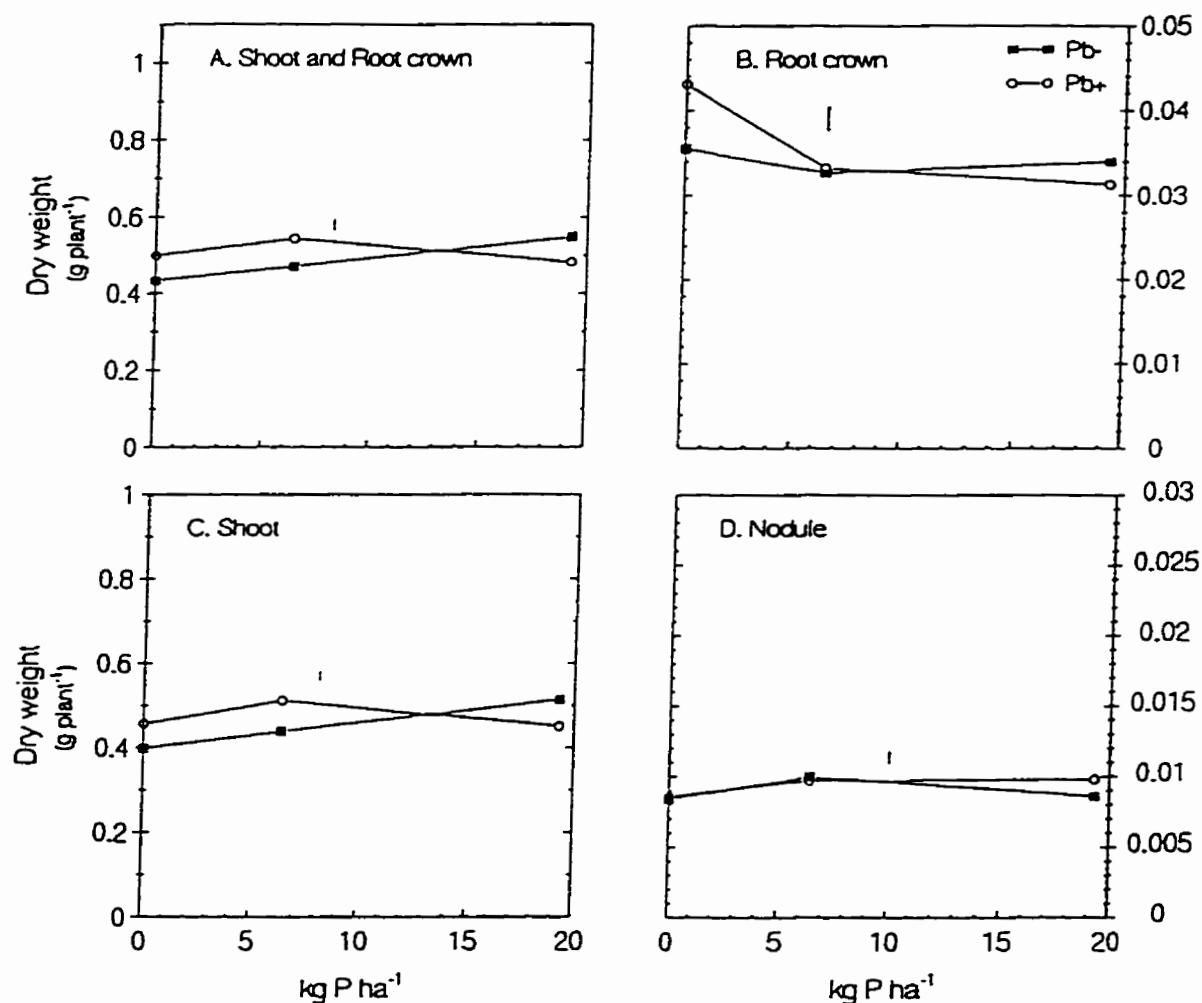 A. Shoot and Root crown
1
0.8
0.6
0.4
0.2
0
Dry weight
(g plant⁻¹)
B. Root crown
Pb-
Pb+
0.05
0.04
0.03
0.02
0.01
0
C. Shoot
1
0.8
0.6
0.4
0.2
0
Dry weight
(g plant⁻¹)
0 5 10 15 20
kg P ha⁻¹
D. Nodule
0.03
0.025
0.02
0.015
0.01
0.005
0
0 5 10 15 20
kg P ha⁻¹